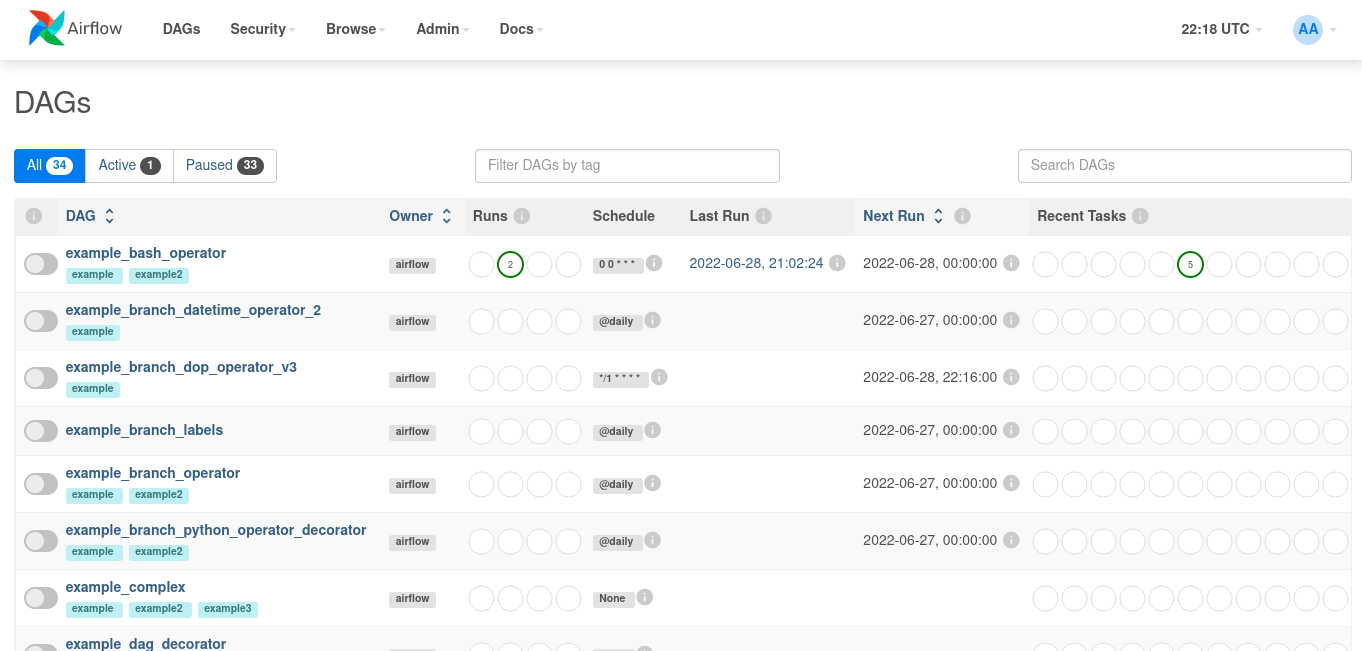 Airflow DAGs Security Browse Admin Docs 22:18 UTC AA
DAGs
All 34 Active 1 Paused 33 Filter DAGs by tag Search DAGs
DAG Owner Runs Schedule Last Run Next Run Recent Tasks
example_bash_operator
example example2 airflow 2 0 0 * * * 2022-06-28, 21:02:24 2022-06-28, 00:00:00 5
example_branch_datetime_operator_2
example airflow @daily 2022-06-27, 00:00:00
example_branch_dop_operator_v3
example airflow */1 * * * * 2022-06-28, 22:16:00
example_branch_labels airflow @daily 2022-06-27, 00:00:00
example_branch_operator
example example2 airflow @daily 2022-06-27, 00:00:00
example_branch_python_operator_decorator
example example2 airflow @daily 2022-06-27, 00:00:00
example_complex
example example2 example3 airflow None
example_dag_decorator